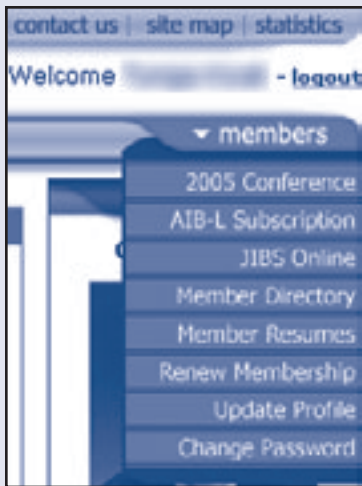 contact us | site map | statistics
Welcome - logout
members
2005 Conference
AIB-L Subscription
JIBS Online
Member Directory
Member Resumes
Renew Membership
Update Profile
Change Password